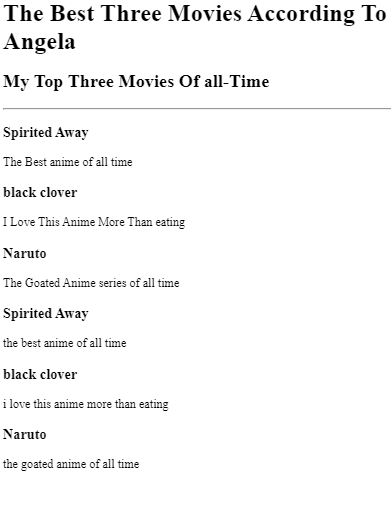 The Best Three Movies According To
Angela
My Top Three Movies Of all-Time
Spirited Away
The Best anime of all time
black clover
I Love This Anime More Than eating
Naruto
The Goated Anime series of all time
Spirited Away
the best anime of all time
black clover
i love this anime more than eating
Naruto
the goated anime of all time